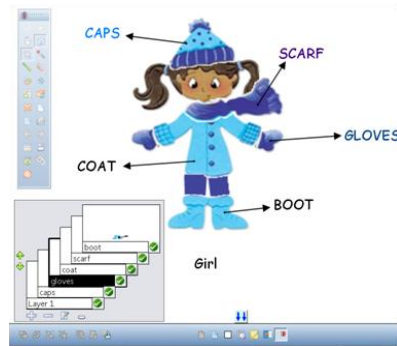 CAPS
SCARF
GLOVES
COAT
BOOT
Girl
boot
scarf
coat
gloves
caps
Layer 1